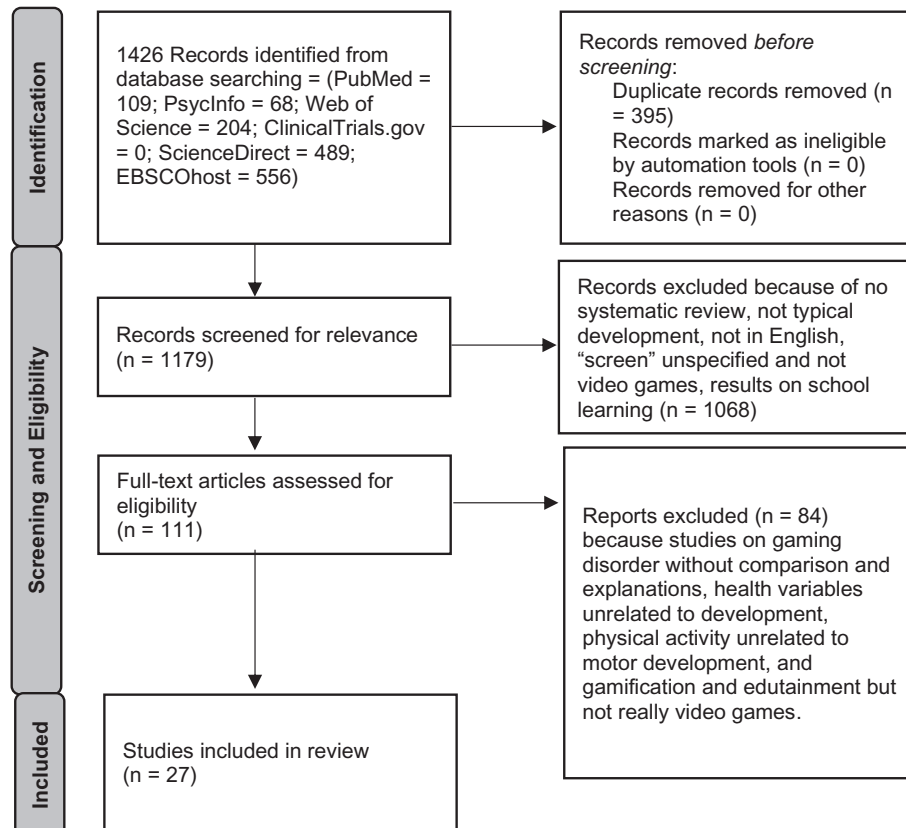 Identification
1426 Records identified from
database searching = (PubMed =
109; PsycInfo = 68; Web of
Science = 204; ClinicalTrials.gov
= 0; ScienceDirect = 489;
EBSCOhost = 556)
Records removed before
screening:
Duplicate records removed (n
= 395)
Records marked as ineligible
by automation tools (n = 0)
Records removed for other
reasons (n = 0)
Screening and Eligibility
Records screened for relevance
(n = 1179)
Records excluded because of no
systematic review, not typical
development, not in English,
“screen” unspecified and not
video games, results on school
learning (n = 1068)
Full-text articles assessed for
eligibility
(n = 111)
Reports excluded (n = 84)
because studies on gaming
disorder without comparison and
explanations, health variables
unrelated to development,
physical activity unrelated to
motor development, and
gamification and edutainment but
not really video games.
Included
Studies included in review
(n = 27)